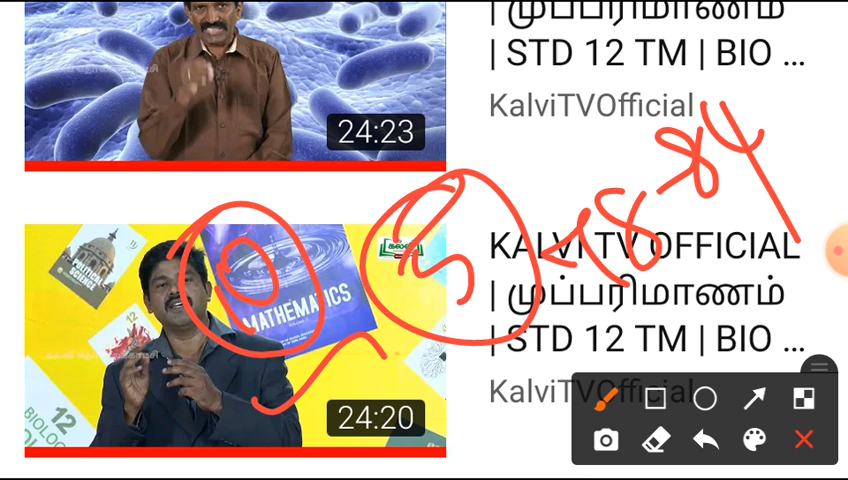 | முப்பரிமாணம்
| STD 12 TM | BIO ...
KalviTVOfficial
24:23
KALVI TV OFFICIAL
| முப்பரிமாணம்
| STD 12 TM | BIO ...
KalviTVOfficial
POLITICAL SCIENCE
MATHEMATICS
12
12
24:20